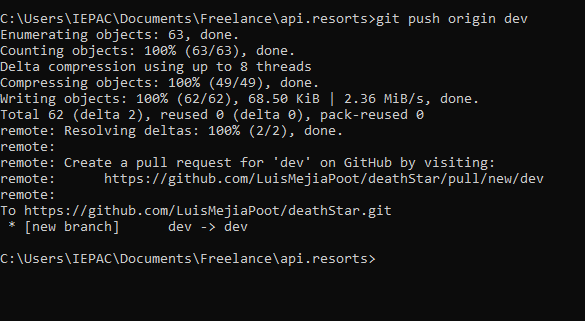 C:\Users\IEPAC\Documents\Freelance\api.resorts>git push origin dev
Enumerating objects: 63, done.
Counting objects: 100% (63/63), done.
Delta compression using up to 8 threads
Compressing objects: 100% (49/49), done.
Writing objects: 100% (62/62), 68.50 KiB | 2.36 MiB/s, done.
Total 62 (delta 2), reused 0 (delta 0), pack-reused 0
remote: Resolving deltas: 100% (2/2), done.
remote:
remote: Create a pull request for 'dev' on GitHub by visiting:
remote:      https://github.com/LuisMejiaPoot/deathStar/pull/new/dev
remote:
To https://github.com/LuisMejiaPoot/deathStar.git
 * [new branch]      dev -> dev
C:\Users\IEPAC\Documents\Freelance\api.resorts>